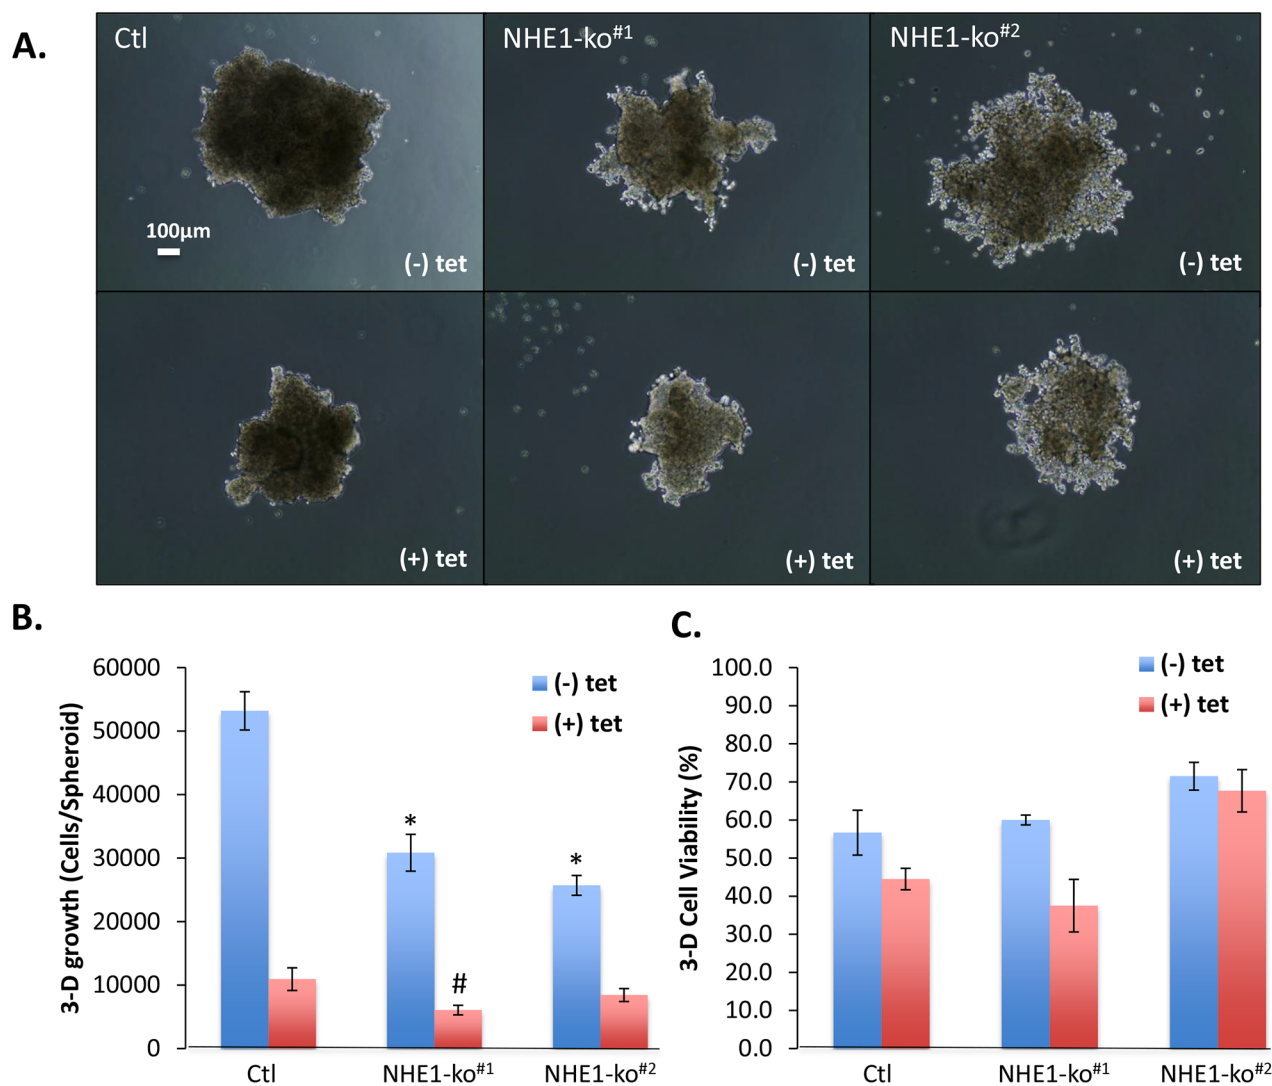 A.
Ctl
NHE1-ko#1
NHE1-ko#2
100µm
(-) tet
(-) tet
(-) tet
(+) tet
(+) tet
(+) tet
B.
3-D growth (Cells/Spheroid)
60000
50000
40000
30000
20000
10000
0
(-) tet
(+) tet
*
*
#
Ctl
NHE1-ko#1
NHE1-ko#2
C.
3-D Cell Viability (%)
100.0
90.0
80.0
70.0
60.0
50.0
40.0
30.0
20.0
10.0
0.0
(-) tet
(+) tet
Ctl
NHE1-ko#1
NHE1-ko#2